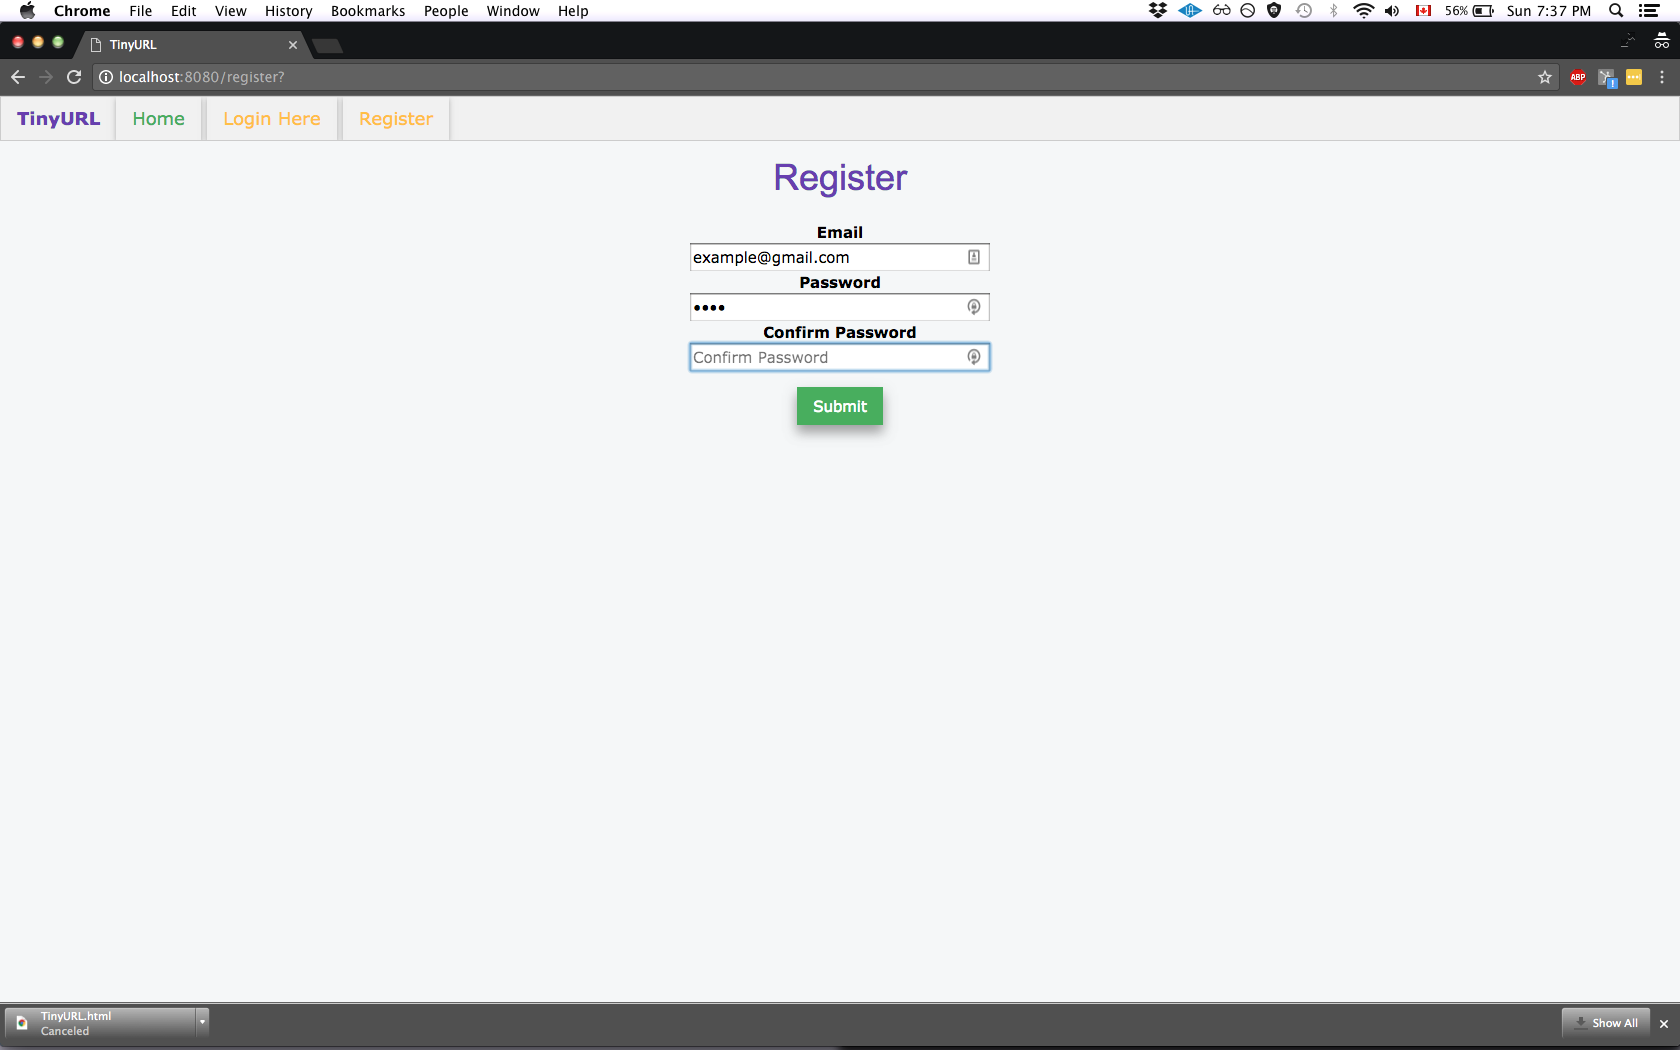 Chrome File Edit View History Bookmarks People Window Help 56% Sun 7:37 PM
TinyURL
localhost:8080/register? ABP
TinyURL Home Login Here Register
Register
Email
example@gmail.com
Password
••••
Confirm Password
Confirm Password
Submit
TinyURL.html
Canceled
Show All